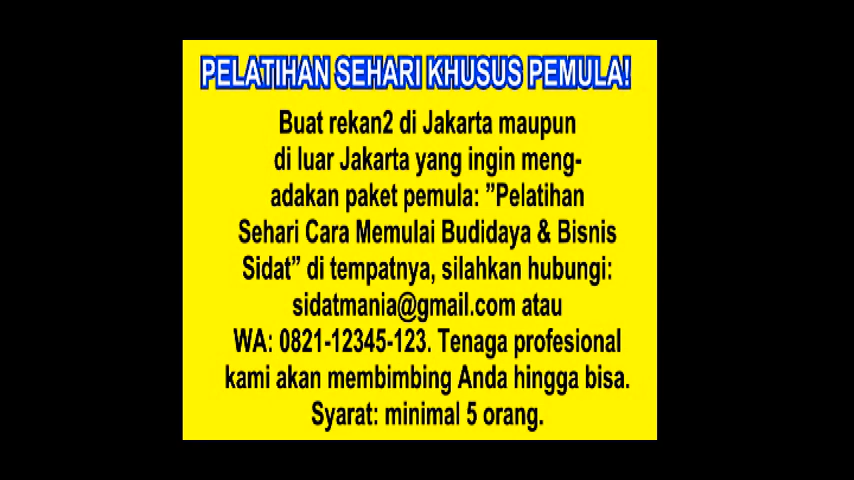 PELATIHAN SEHARI KHUSUS PEMULA!
Buat rekan2 di Jakarta maupun
di luar Jakarta yang ingin meng-
adakan paket pemula: ”Pelatihan
Sehari Cara Memulai Budidaya & Bisnis
Sidat” di tempatnya, silahkan hubungi:
sidatmania@gmail.com atau
WA: 0821-12345-123. Tenaga profesional
kami akan membimbing Anda hingga bisa.
Syarat: minimal 5 orang.